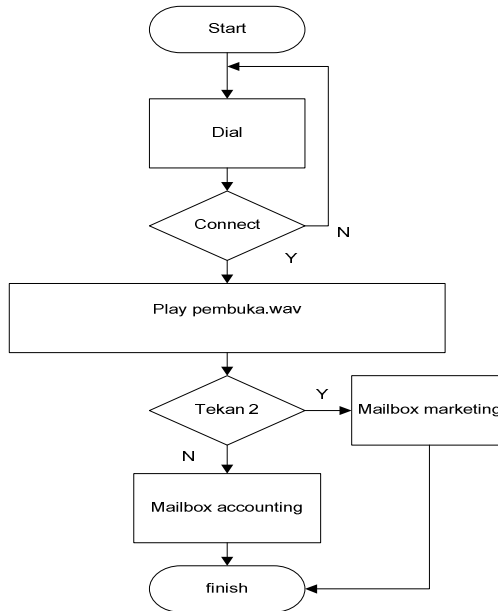 Start
Dial
Connect
N
Y
Play pembuka.wav
Tekan 2
Y
Mailbox marketing
N
Mailbox accounting
finish